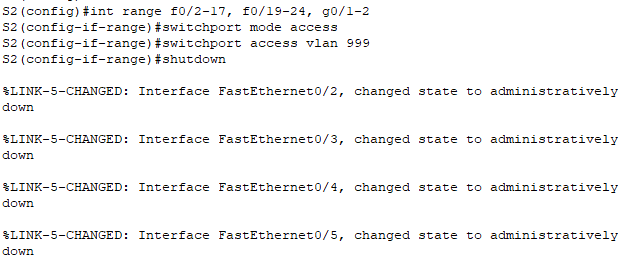 S2(config)#int range f0/2-17, f0/19-24, g0/1-2
S2(config-if-range)#switchport mode access
S2(config-if-range)#switchport access vlan 999
S2(config-if-range)#shutdown
%LINK-5-CHANGED: Interface FastEthernet0/2, changed state to administratively
down
%LINK-5-CHANGED: Interface FastEthernet0/3, changed state to administratively
down
%LINK-5-CHANGED: Interface FastEthernet0/4, changed state to administratively
down
%LINK-5-CHANGED: Interface FastEthernet0/5, changed state to administratively
down